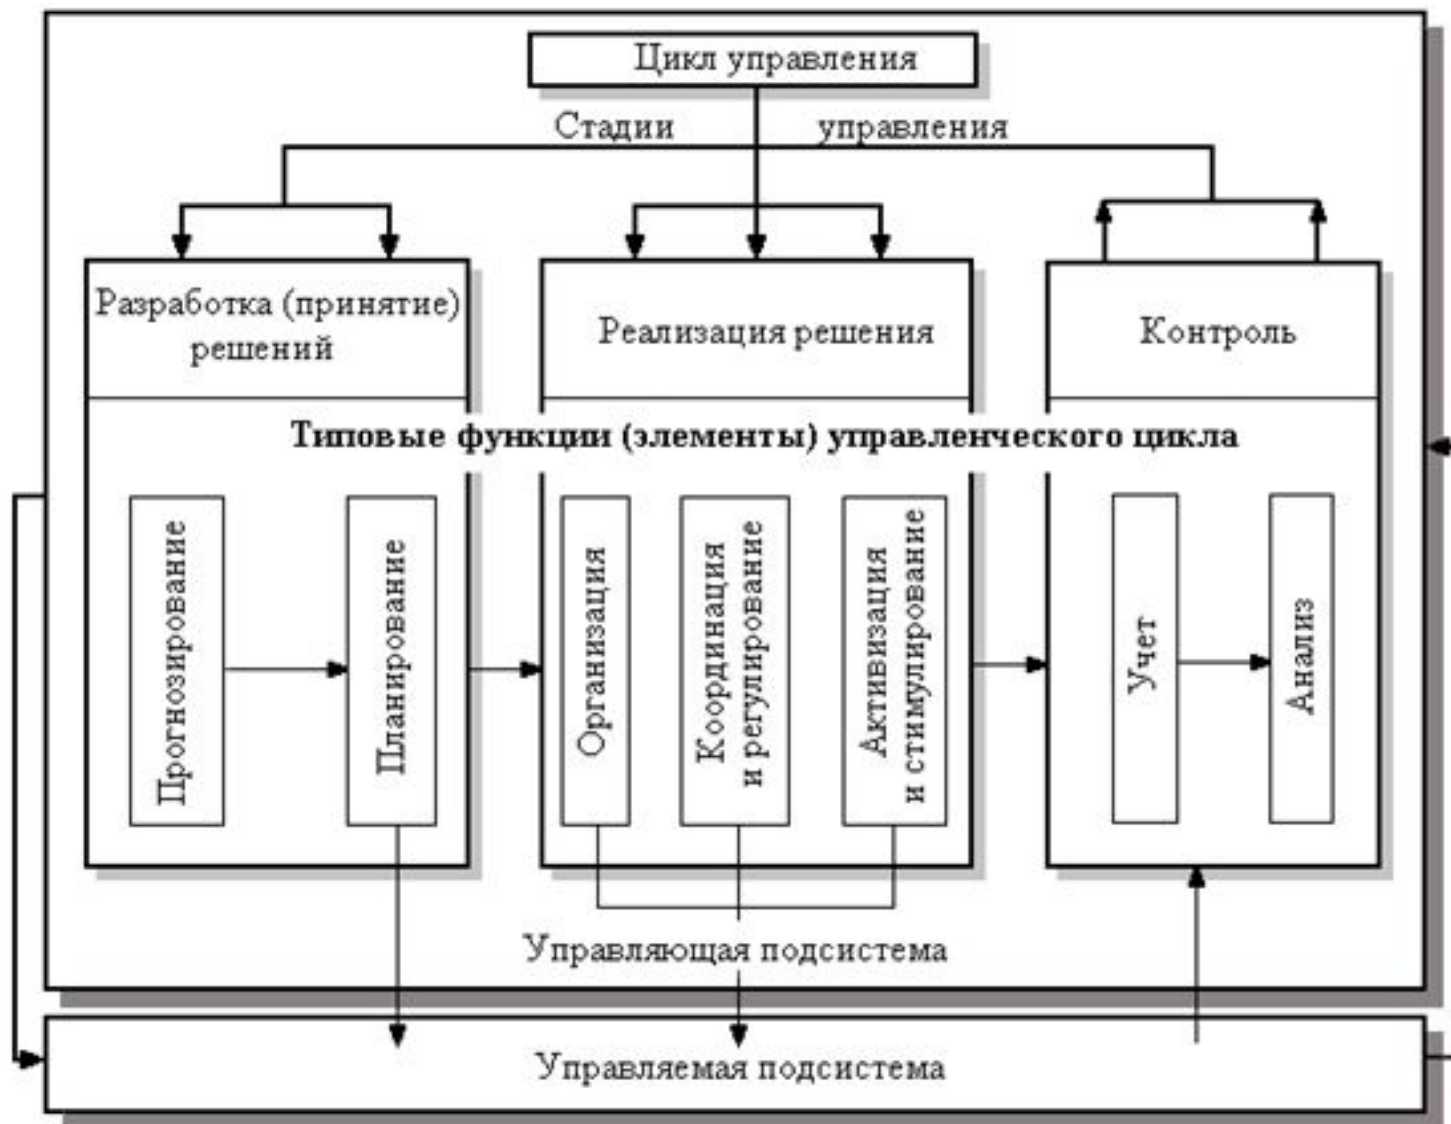 Цикл управления
Стадии управления
Разработка (принятие)
решений
Реализация решения
Контроль
Типовые функции (элементы) управленческого цикла
Прогнозирование
Планирование
Организация
Координация
и регулирование
Активизация
и стимулирование
Учет
Анализ
Управляющая подсистема
Управляемая подсистема